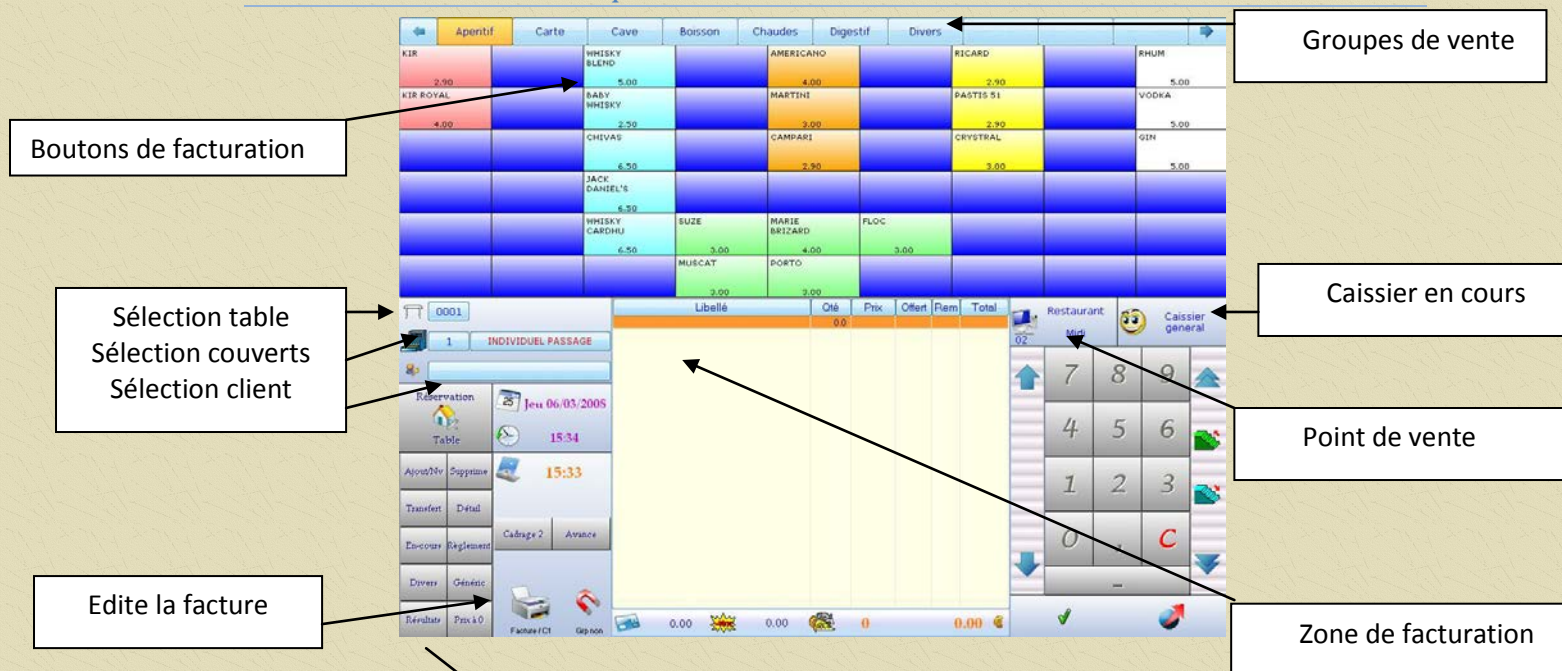 Aperitif Carte Cave Boisson Chaudes Digestif Divers
Groupes de vente
KIR WHISKY BLEND AMERICANO RICARD RHUM
2.90 5.00 4.00 2.90 5.00
KIR ROYAL BABY WHISKY MARTINI PASTIS 51 VODKA
4.00 2.50 3.00 2.90 5.00
Boutons de facturation
CHIVAS CAMPARI CRYSTRAL GIN
6.50 2.90 3.00 5.00
JACK DANIEL'S
6.50
WHISKY CARDHU SUZE MARIE BRIZARD FLOC
6.50 3.00 4.00 3.00
MUSCAT PORTO
3.00 3.00
Sélection table
Sélection couverts
Sélection client
0001
1 INDIVIDUEL PASSAGE
Libellé Qté Prix Offert Rem Total
0.0
Restaurant
Midi
02
Caissier
general
Caissier en cours
Reservation
Table
25 Jeu 06/03/2008
15:34
15:33
7 8 9
4 5 6
1 2 3
0 , C
-
Point de vente
Ajout/Nv Supprime
Transfert Détail
En-cours Règlement
Divers Généric
Résultats Prix à 0
Cadrage 2 Avance
Edite la facture
Facture / C1 Grp non
0.00 0.00 0 0.00 €
Zone de facturation